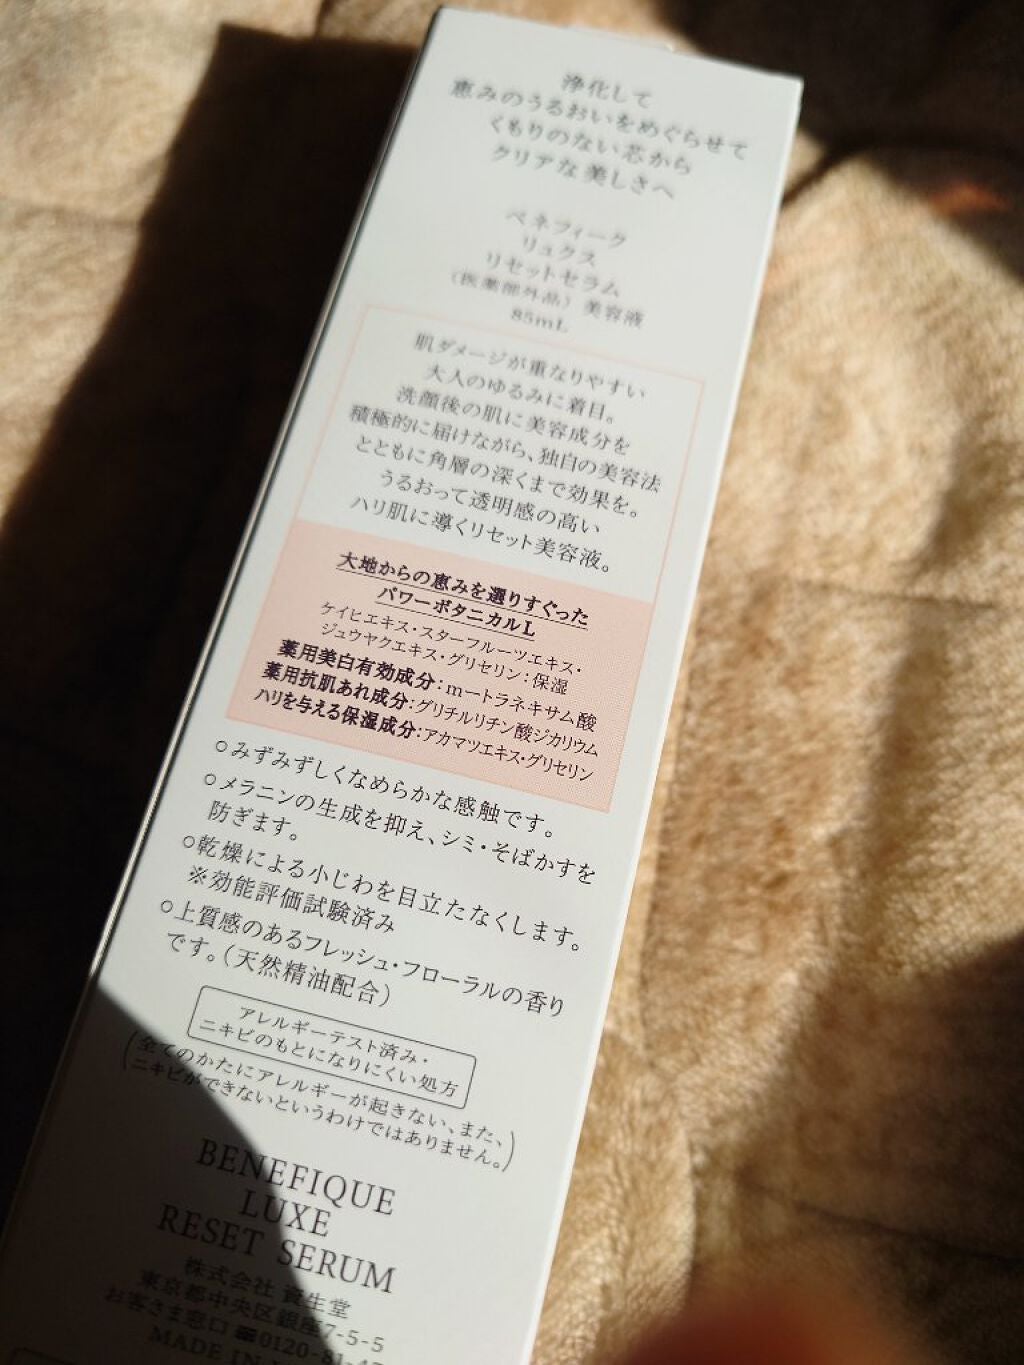 浄化して
恵みのうるおいをめぐらせて
くもりのない芯から
クリアな美しさへ
ベネフィーク
リュクス
リセットセラム
(医薬部外品) 美容液
85mL
肌ダメージが重なりやすい
大人のゆるみに着目。
洗顔後の肌に美容成分を
積極的に届けながら、独自の美容法
とともに角層の深くまで効果を。
うるおって透明感の高い
ハリ肌に導くリセット美容液。
大地からの恵みを選りすぐった
パワーボタニカルL
ケイヒエキス・スターフルーツエキス・
ジュウヤクエキス・グリセリン：保湿
薬用美白有効成分：m−トラネキサム酸
薬用抗肌あれ成分：グリチルリチン酸ジカリウム
ハリを与える保湿成分：アカマツエキス・グリセリン
○みずみずしくなめらかな感触です。
○メラニンの生成を抑え、シミ・そばかすを
防ぎます。
○乾燥による小じわを目立たなくします。
※効能評価試験済み
○上質感のあるフレッシュ・フローラルの香り
です。(天然精油配合)
アレルギーテスト済み・
ニキビのもとになりにくい処方
(全てのかたにアレルギーが起きない、また、
ニキビができないというわけではありません。)
BENEFIQUE
LUXE
RESET SERUM
株式会社 資生堂
東京都中央区銀座7-5-5
お客さま窓口 ☎0120-81-47
MADE IN